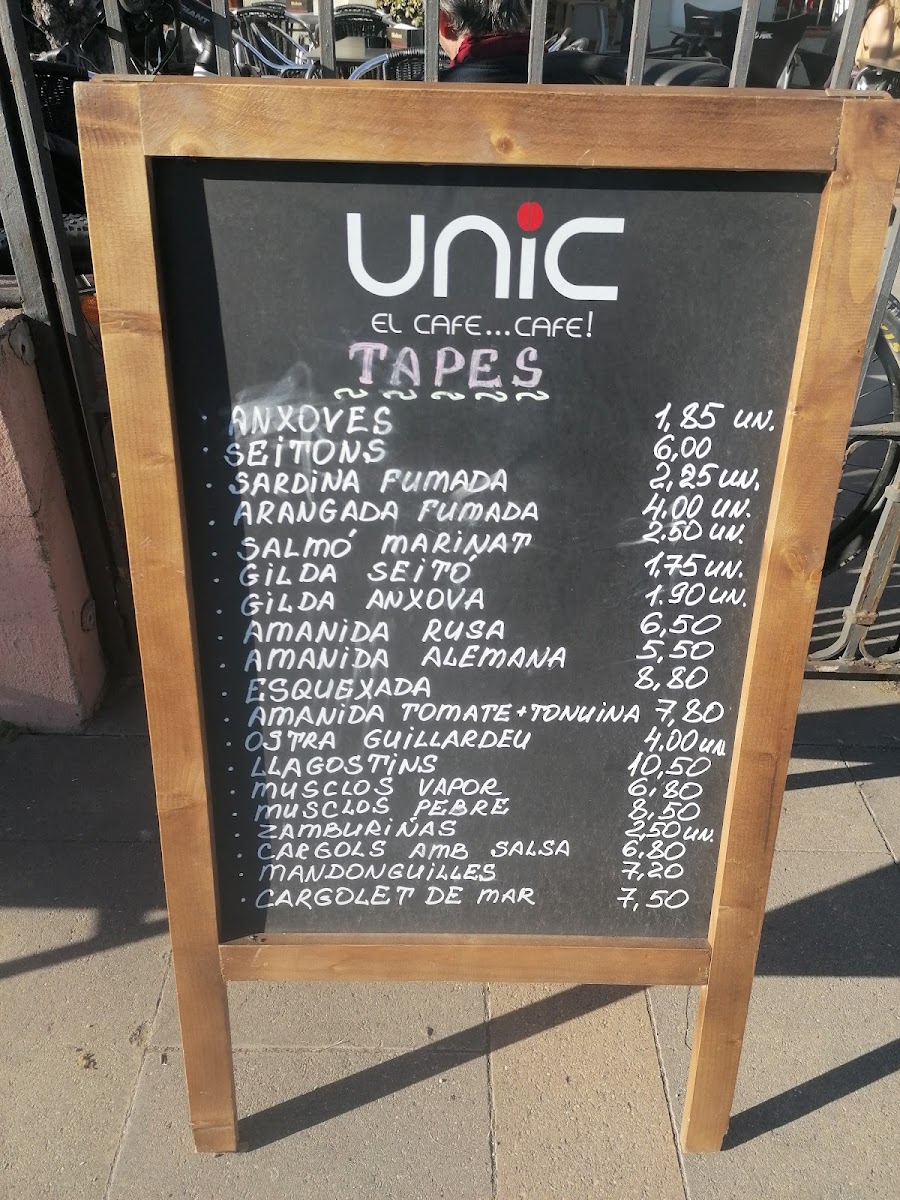 UNIC
EL CAFE...CAFE!
TAPES
· ANXOVES 1,85 UN.
· SEITONS 6,00
· SARDINA FUMADA 2,25 UN.
· ARANGADA FUMADA 4,00 UN.
· SALMÓ MARINAT 2.50 UN.
· GILDA SEITÓ 1,75 UN.
· GILDA ANXOVA 1.90 UN.
· AMANIDA RUSA 6,50
· AMANIDA ALEMANA 5,50
· ESQUEXADA 8,80
· AMANIDA TOMATE+TONUINA 7,80
· OSTRA GUILLARDEU 4,00 UN.
· LLAGOSTINS 10,50
· MUSCLOS VAPOR 6,80
· MUSCLOS PEBRE 8,50
· ZAMBURIÑAS 2,50 UN.
· CARGOLS AMB SALSA 6,80
· MANDONGUILLES 7,20
· CARGOLET DE MAR 7,50